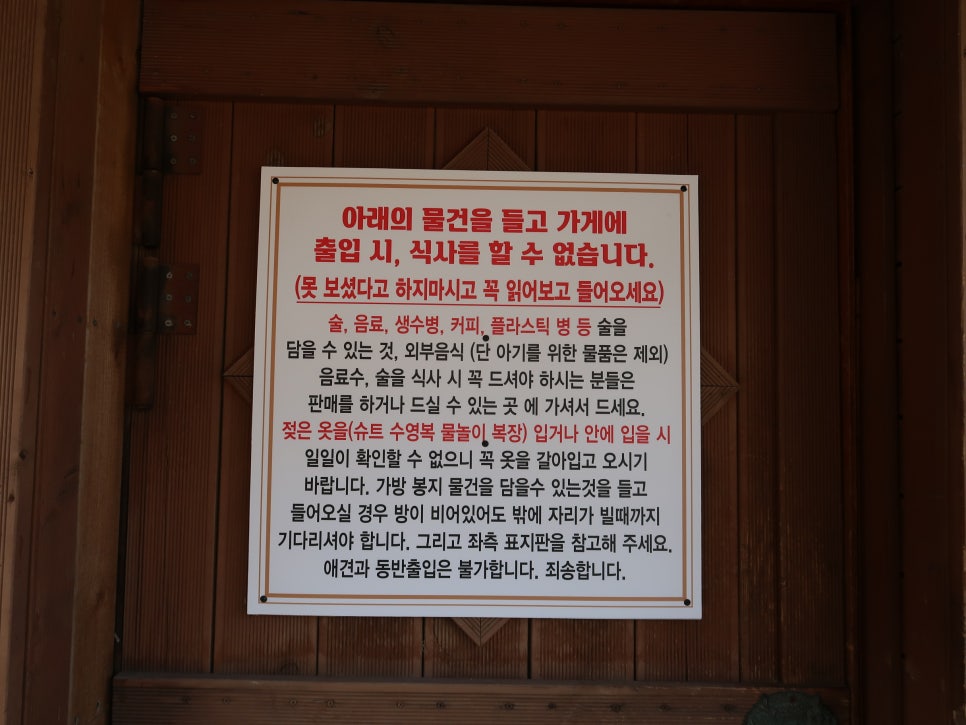 아래의 물건을 들고 가게에
출입 시, 식사를 할 수 없습니다.
(못 보셨다고 하지마시고 꼭 읽어보고 들어오세요)
술, 음료, 생수병, 커피, 플라스틱 병 등 술을
담을 수 있는 것, 외부음식 (단 아기를 위한 물품은 제외)
음료수, 술을 식사 시 꼭 드셔야 하시는 분들은
판매를 하거나 드실 수 있는 곳 에 가셔서 드세요.
젖은 옷을(슈트 수영복 물놀이 복장) 입거나 안에 입을 시
일일이 확인할 수 없으니 꼭 옷을 갈아입고 오시기
바랍니다. 가방 봉지 물건을 담을수 있는것을 들고
들어오실 경우 방이 비어있어도 밖에 자리가 빌때까지
기다리셔야 합니다. 그리고 좌측 표지판을 참고해 주세요.
애견과 동반출입은 불가합니다. 죄송합니다.